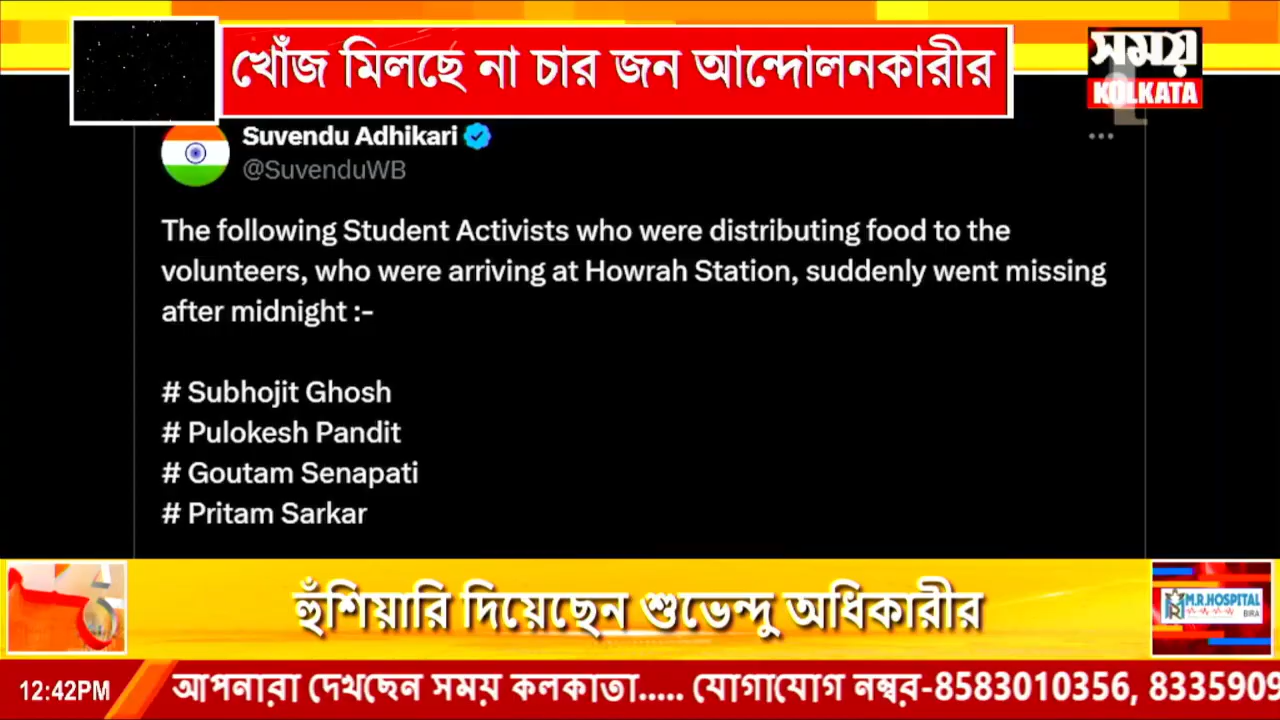 খোঁজ মিলছে না চার জন আন্দোলনকারীর
সময়
KOLKATA
Suvendu Adhikari
@SuvenduWB
The following Student Activists who were distributing food to the
volunteers, who were arriving at Howrah Station, suddenly went missing
after midnight :-
# Subhojit Ghosh
# Pulokesh Pandit
# Goutam Senapati
# Pritam Sarkar
হুঁশিয়ারি দিয়েছেন শুভেন্দু অধিকারীর
M.R.HOSPITAL
BIRA
12:42PM
আপনারা দেখছেন সময় কলকাতা..... যোগাযোগ নম্বর-8583010356, 8335909